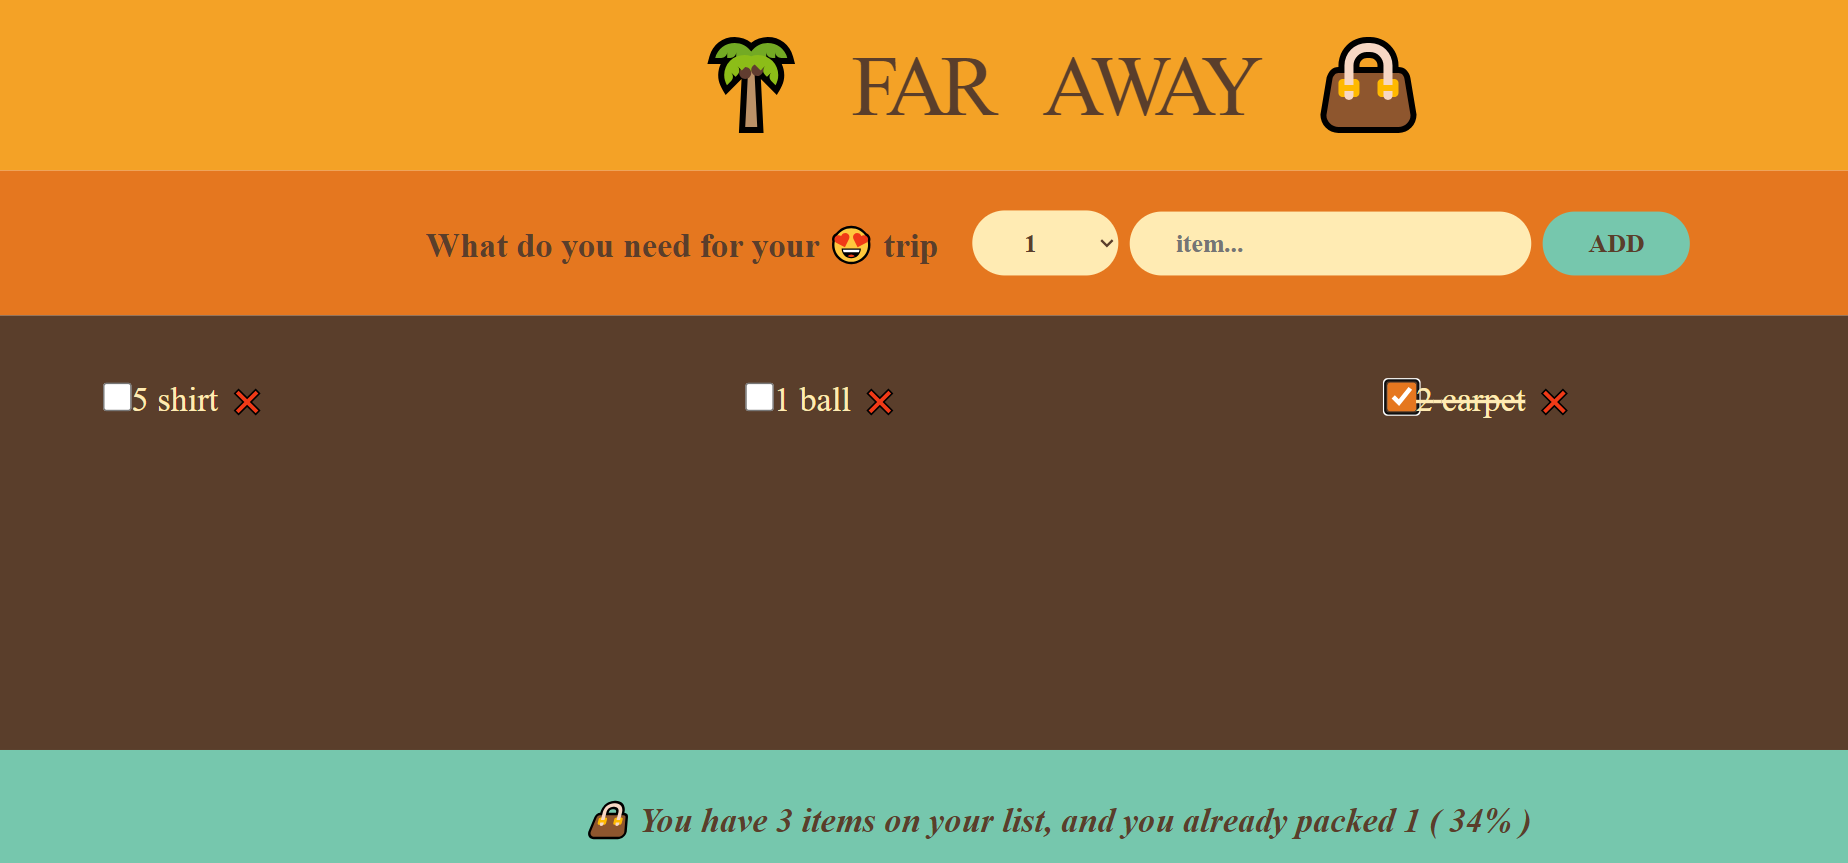 FAR AWAY
What do you need for your 😍 trip 1 item... ADD
5 shirt ❌ 1 ball ❌ 2 carpet ❌
You have 3 items on your list, and you already packed 1 ( 34% )